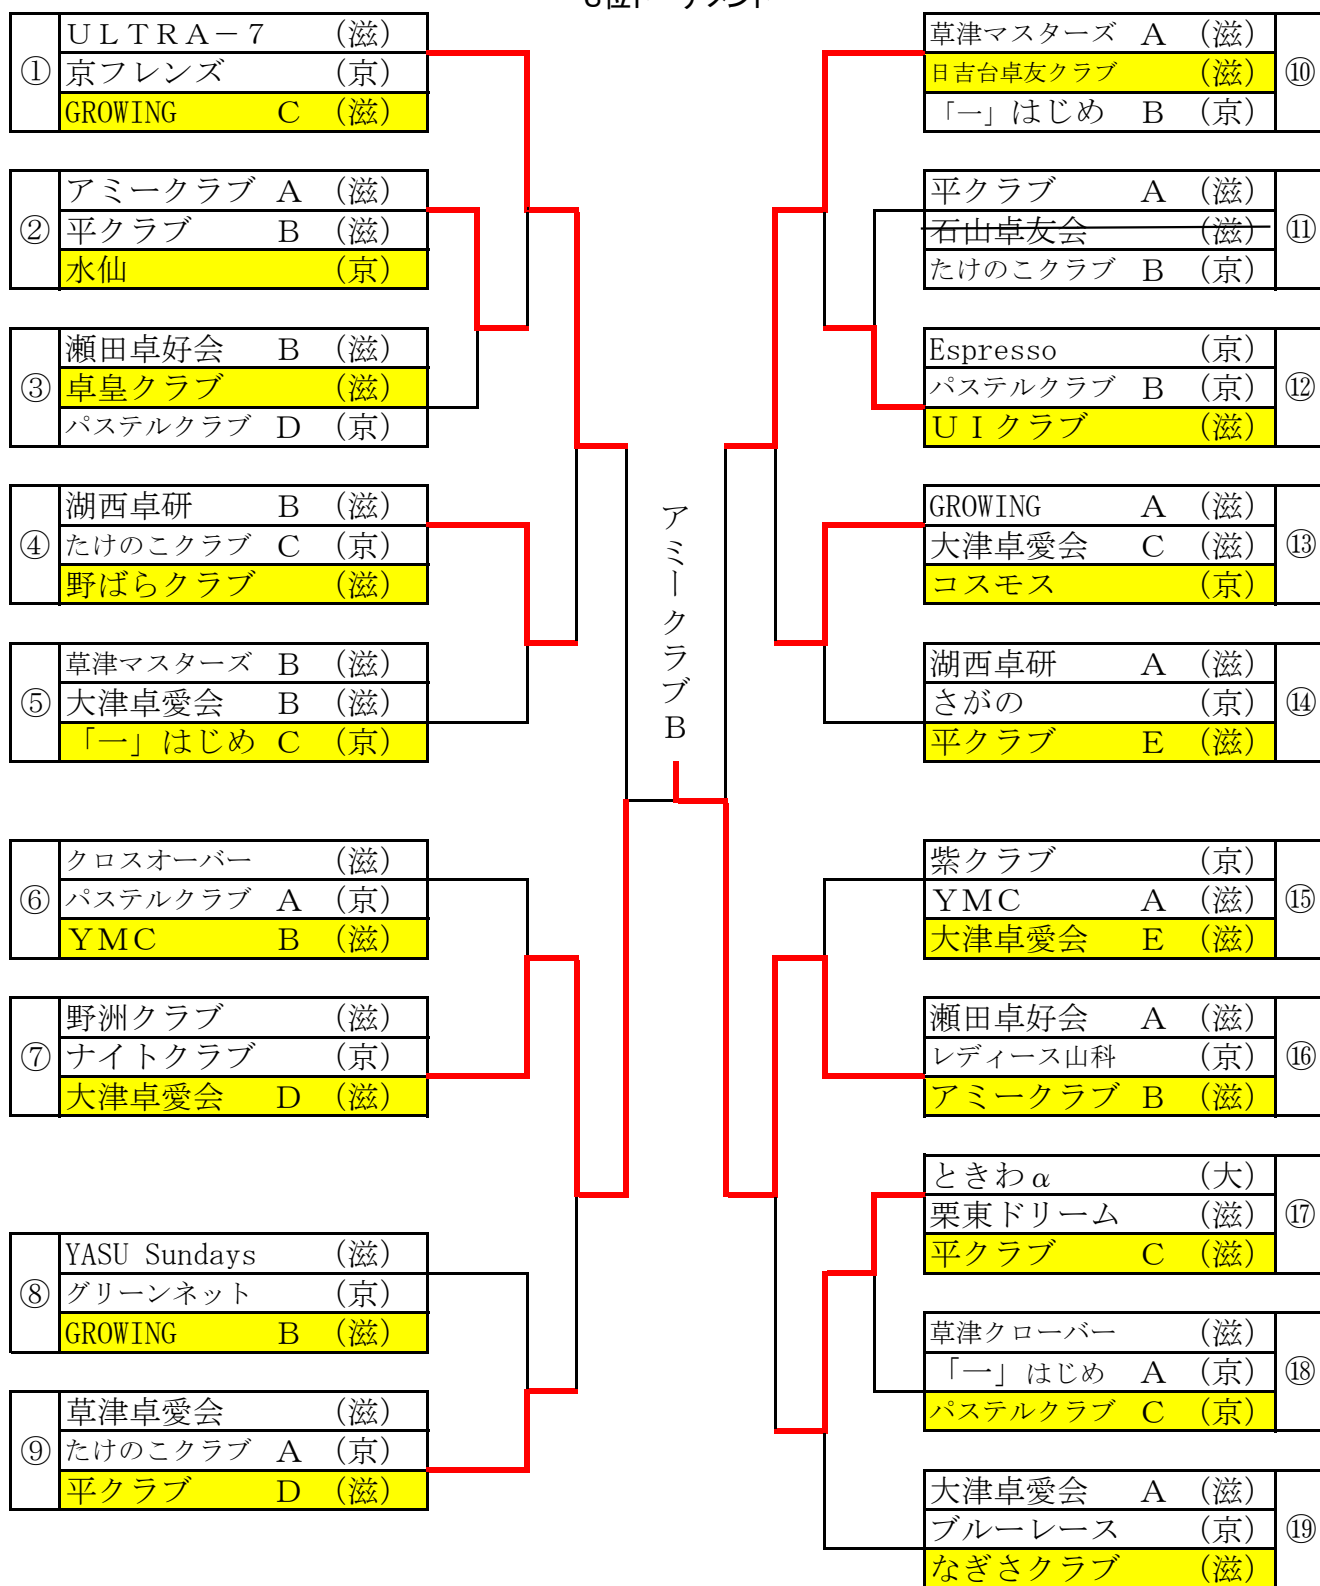 ① ULTRA-7 (滋)
京フレンズ (京)
GROWING C (滋)
② アミークラブ A (滋)
平クラブ B (滋)
水仙 (京)
③ 瀬田卓好会 B (滋)
卓皇クラブ (滋)
パステルクラブ D (京)
④ 湖西卓研 B (滋)
たけのこクラブ C (京)
野ばらクラブ (滋)
⑤ 草津マスターズ B (滋)
大津卓愛会 B (滋)
「一」はじめ C (京)
⑥ クロスオーバー (滋)
パステルクラブ A (京)
YMC B (滋)
⑦ 野洲クラブ (滋)
ナイトクラブ (京)
大津卓愛会 D (滋)
⑧ YASU Sundays (滋)
グリーンネット (京)
GROWING B (滋)
⑨ 草津卓愛会 (滋)
たけのこクラブ A (京)
平クラブ D (滋)
アミークラブB
草津マスターズ A (滋)
日吉台卓友クラブ (滋) ⑩
「一」はじめ B (京)
平クラブ A (滋)
石山卓友会 (滋) ⑪
たけのこクラブ B (京)
Espresso (京)
パステルクラブ B (京) ⑫
UIクラブ (滋)
GROWING A (滋)
大津卓愛会 C (滋) ⑬
コスモス (京)
湖西卓研 A (滋)
さがの (京) ⑭
平クラブ E (滋)
紫クラブ (京)
YMC A (滋) ⑮
大津卓愛会 E (滋)
瀬田卓好会 A (滋)
レディース山科 (京) ⑯
アミークラブ B (滋)
ときわα (大)
栗東ドリーム (滋) ⑰
平クラブ C (滋)
草津クローバー (滋)
「一」はじめ A (京) ⑱
パステルクラブ C (京)
大津卓愛会 A (滋)
ブルーレース (京) ⑲
なぎさクラブ (滋)